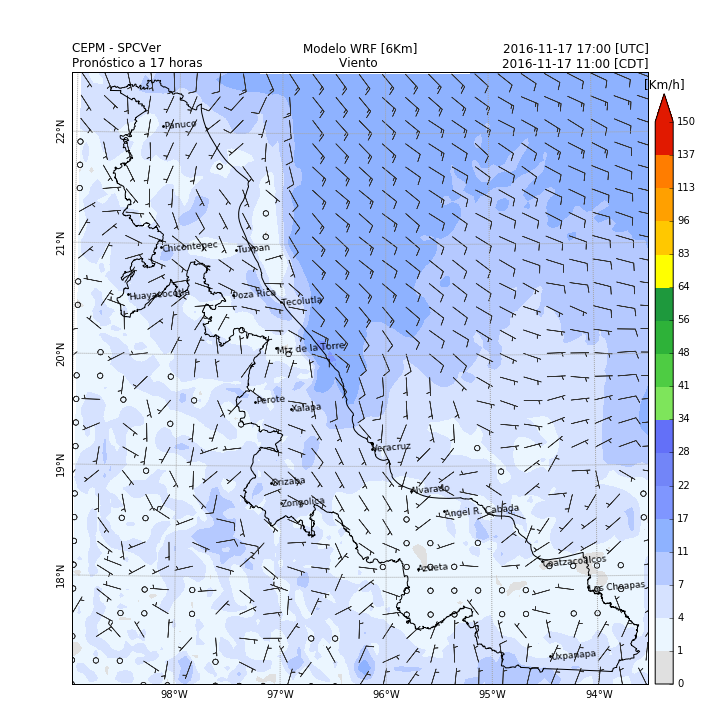 CEPM - SPCVer Modelo WRF [6Km] 2016-11-17 17:00 [UTC]
Pronóstico a 17 horas Viento 2016-11-17 11:00 [CDT]
[Km/h]
150
137
113
96
83
64
56
48
41
34
28
22
17
11
7
4
1
0
22°N
21°N
20°N
19°N
18°N
Panuco
Chicontepec Tuxpan
Huayacocotla Poza Rica Tecolutla
Mtz de la Torre
Perote Xalapa
Veracruz
Orizaba Alvarado
Zongolica Angel R. Cabada
Azueta Coatzacoalcos
Las Choapas
Uxpanapa
98°W 97°W 96°W 95°W 94°W